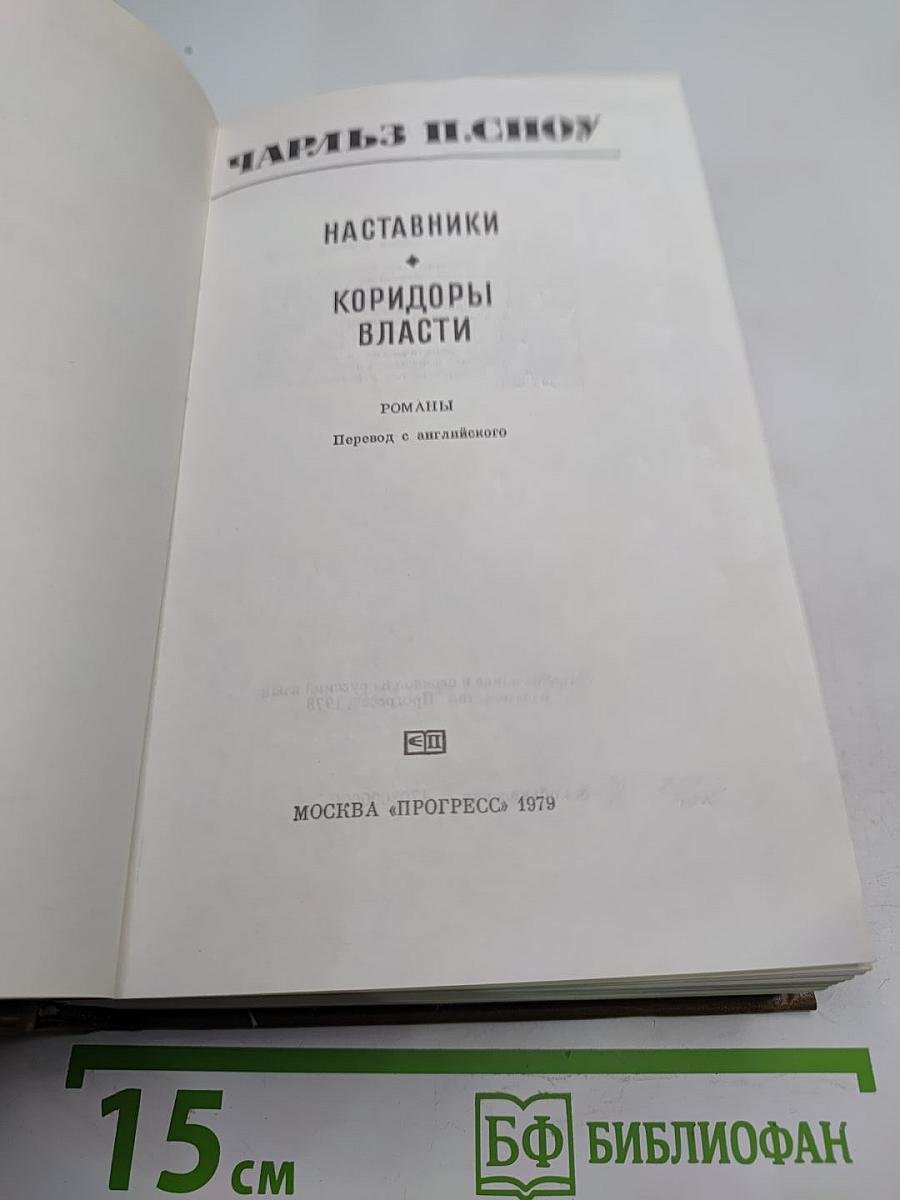 ЧАРЛЬЗ П. СНОУ
НАСТАВНИКИ
КОРИДОРЫ
ВЛАСТИ
РОМАНЫ
Перевод с английского
МОСКВА «ПРОГРЕСС» 1979
15 см
БФ БИБЛИОФАН